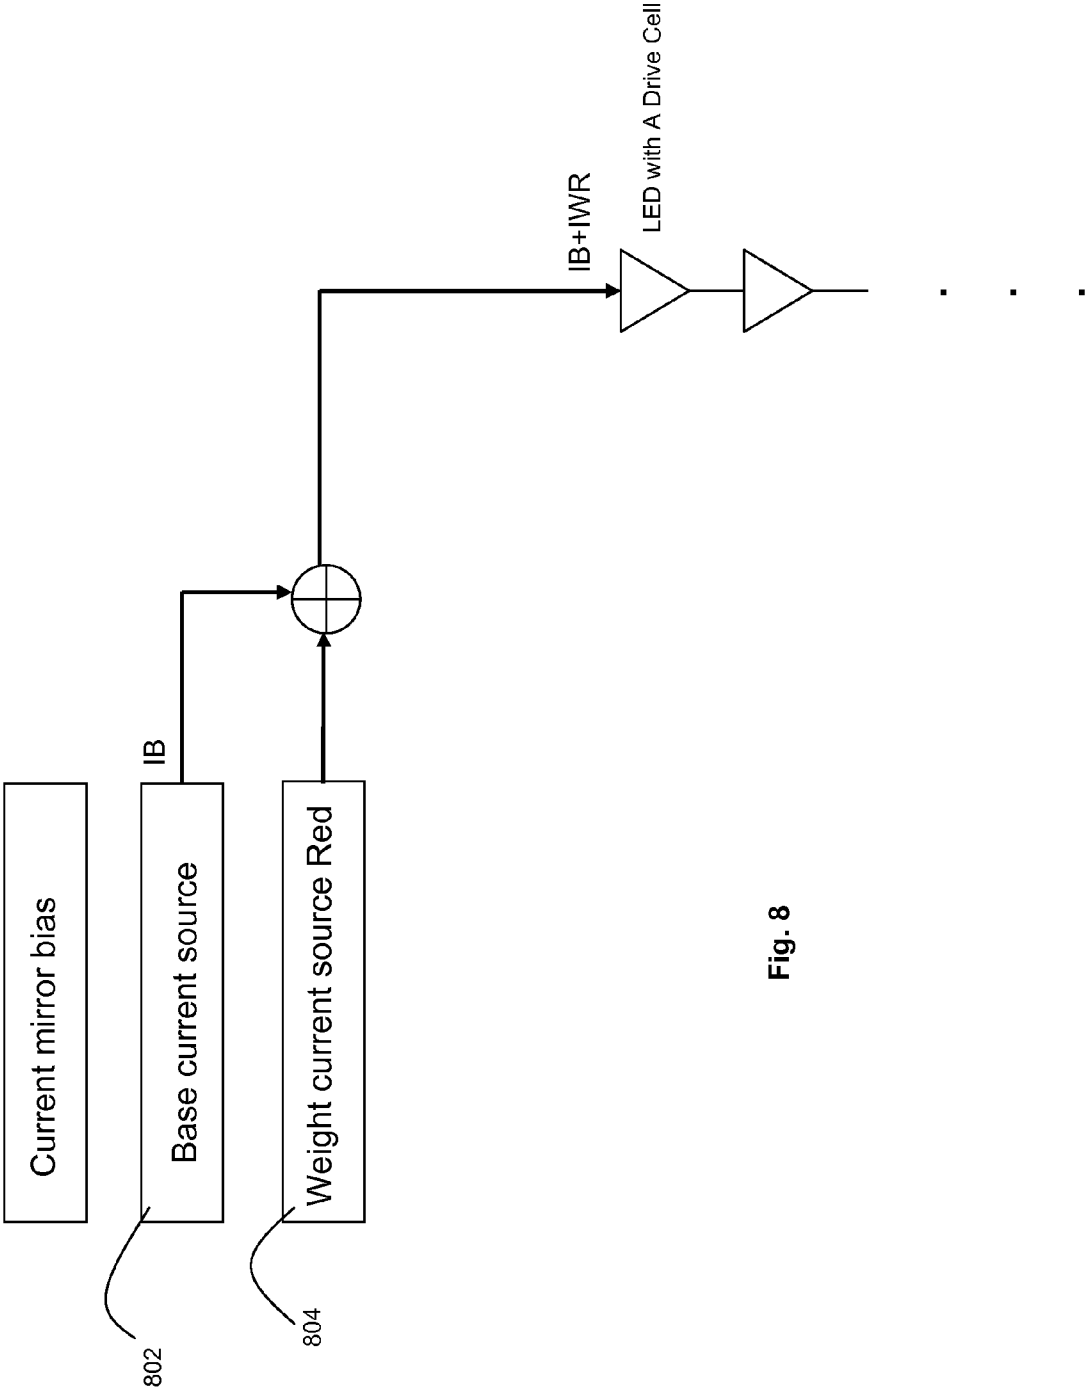 Current mirror bias
Base current source
IB
802
Weight current source Red
804
IB+IWR
LED with A Drive Cell
Fig. 8